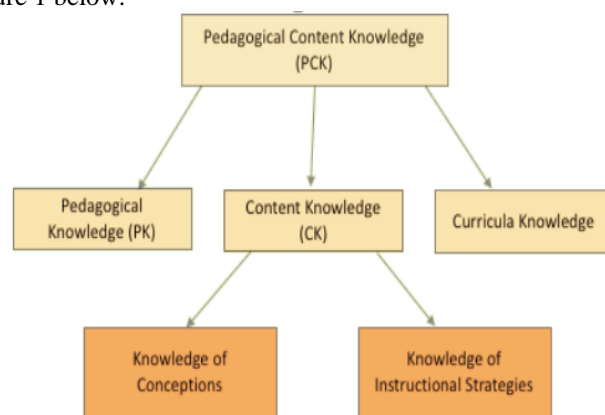 Figure 1 below.
Pedagogical Content Knowledge
(PCK)
Pedagogical
Knowledge (PK)
Content Knowledge
(CK)
Curricula Knowledge
Knowledge of
Conceptions
Knowledge of
Instructional Strategies